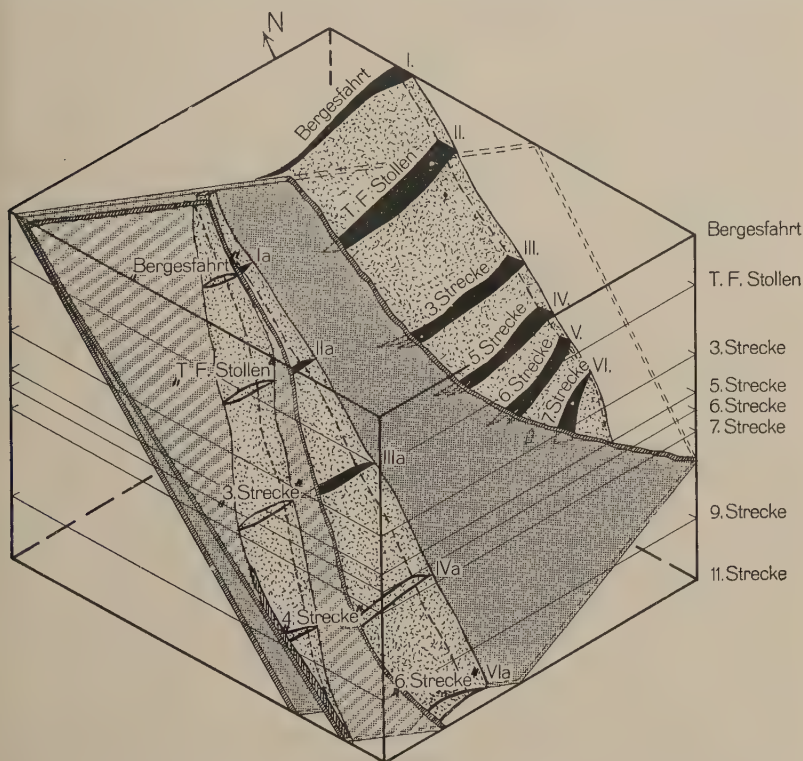 N
I.
Bergesfahrt
II.
T. F. Stollen
III.
3. Strecke
IV.
5. Strecke
V.
6. Strecke
VI.
7. Strecke
Bergesfahrt
T. F. Stollen
3. Strecke
5. Strecke
6. Strecke
7. Strecke
9. Strecke
11. Strecke
Ia
Bergesfahrt
IIa
T. F. Stollen
IIIa
3. Strecke
IVa
4. Strecke
VIa
6. Strecke